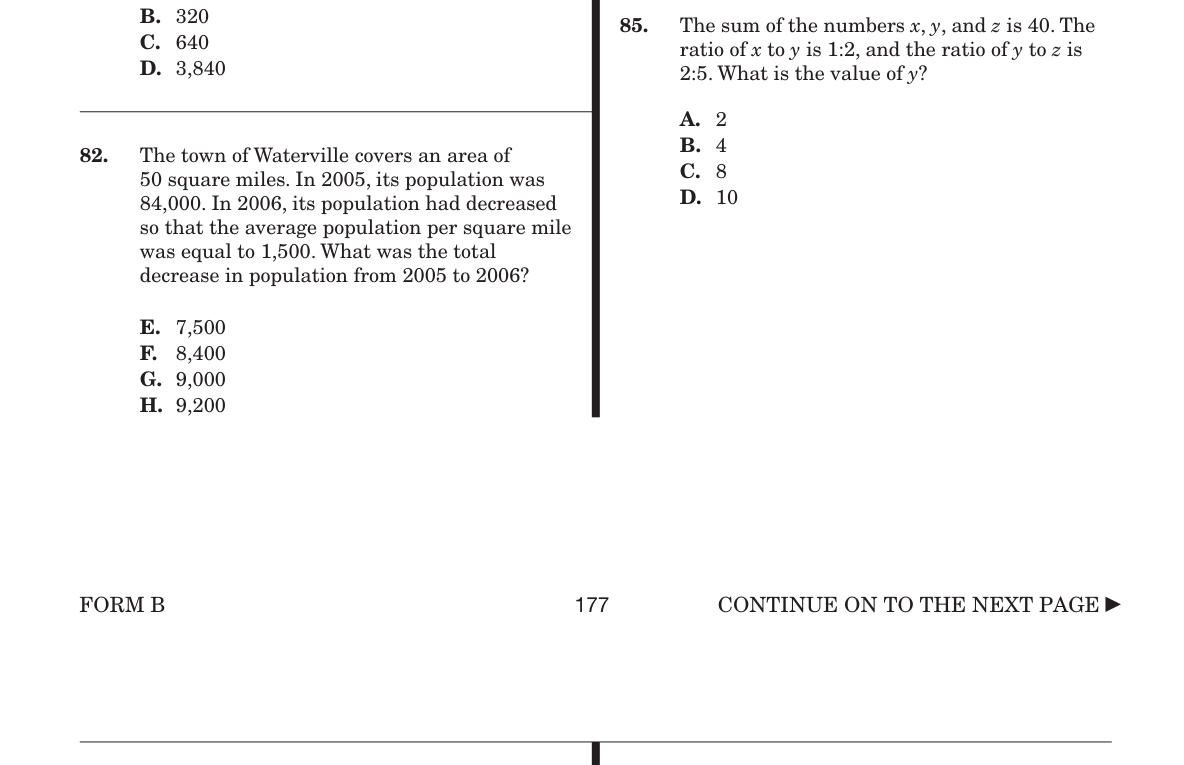 B. 320
C. 640
D. 3,840
82. The town of Waterville covers an area of
50 square miles. In 2005, its population was
84,000. In 2006, its population had decreased
so that the average population per square mile
was equal to 1,500. What was the total
decrease in population from 2005 to 2006?
E. 7,500
F. 8,400
G. 9,000
H. 9,200
85. The sum of the numbers x, y, and z is 40. The
ratio of x to y is 1:2, and the ratio of y to z is
2:5. What is the value of y?
A. 2
B. 4
C. 8
D. 10
FORM B
177
CONTINUE ON TO THE NEXT PAGE ►